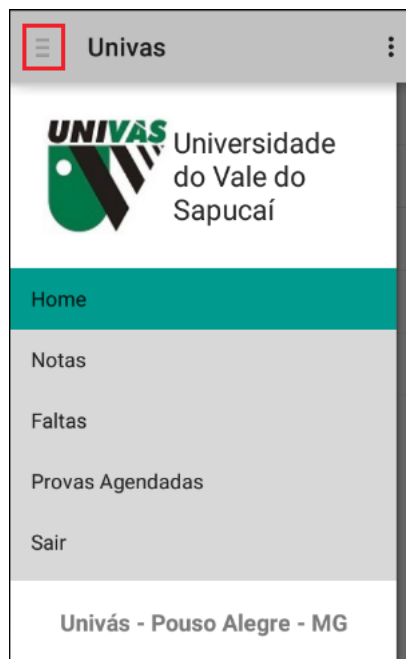 Univas
UNIVÁS
Universidade
do Vale do
Sapucaí
Home
Notas
Faltas
Provas Agendadas
Sair
Univás - Pouso Alegre - MG